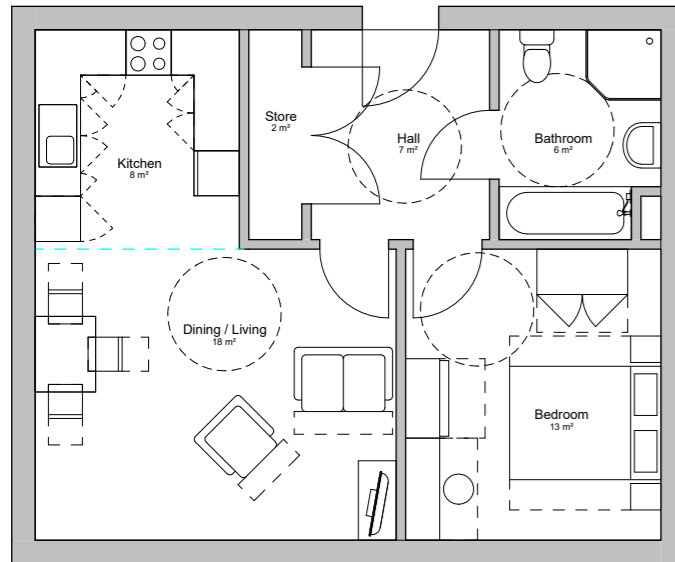 Store
2 m²
Hall
7 m²
Bathroom
6 m²
Kitchen
8 m²
Dining / Living
18 m²
Bedroom
13 m²